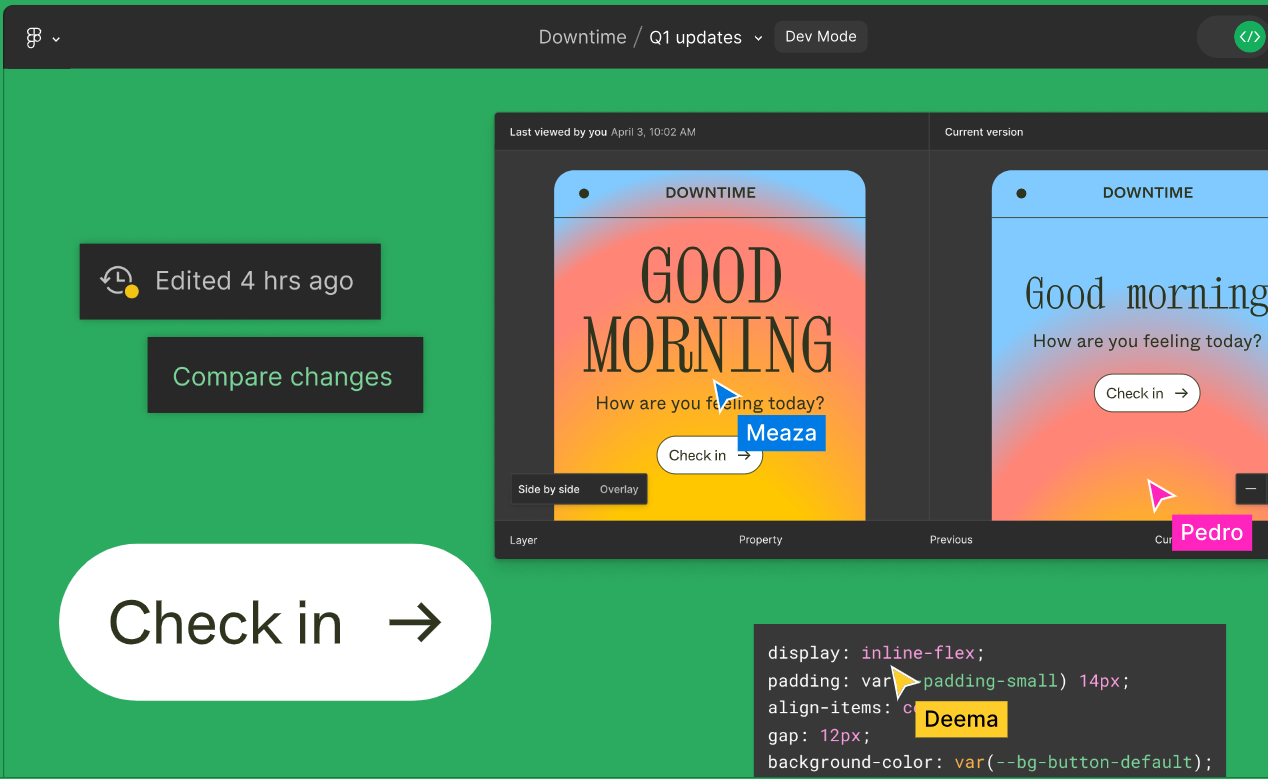 Downtime / Q1 updates Dev Mode
</>
Last viewed by you April 3, 10:02 AM
Current version
DOWNTIME
GOOD
MORNING
How are you feeling today?
Check in →
Side by side Overlay
DOWNTIME
Good morning
How are you feeling today?
Check in →
Layer Property Previous
Meaza
Pedro
Edited 4 hrs ago
Compare changes
Check in →
display: inline-flex;
padding: var padding-small) 14px;
align-items:
gap: 12px;
background-color: var(--bg-button-default);
Deema